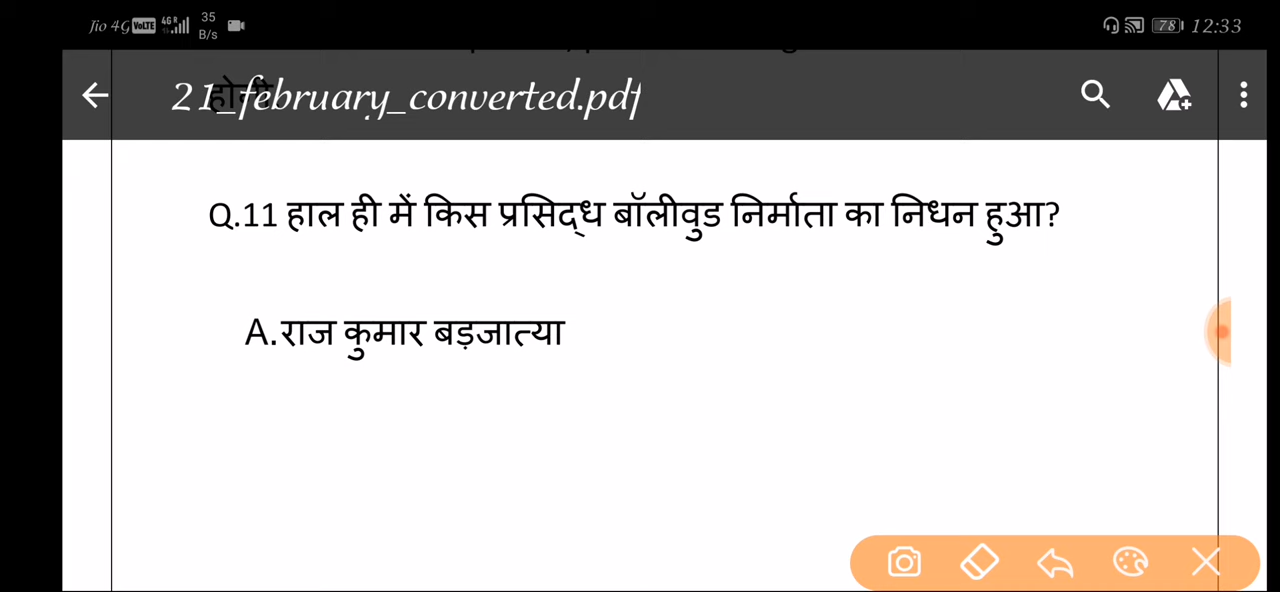 Jio 4G VoLTE 4G R 35 B/s 78 12:33
21_february_converted.pdf
Q.11 हाल ही में किस प्रसिद्ध बॉलीवुड निर्माता का निधन हुआ?
A.राज कुमार बड़जात्या